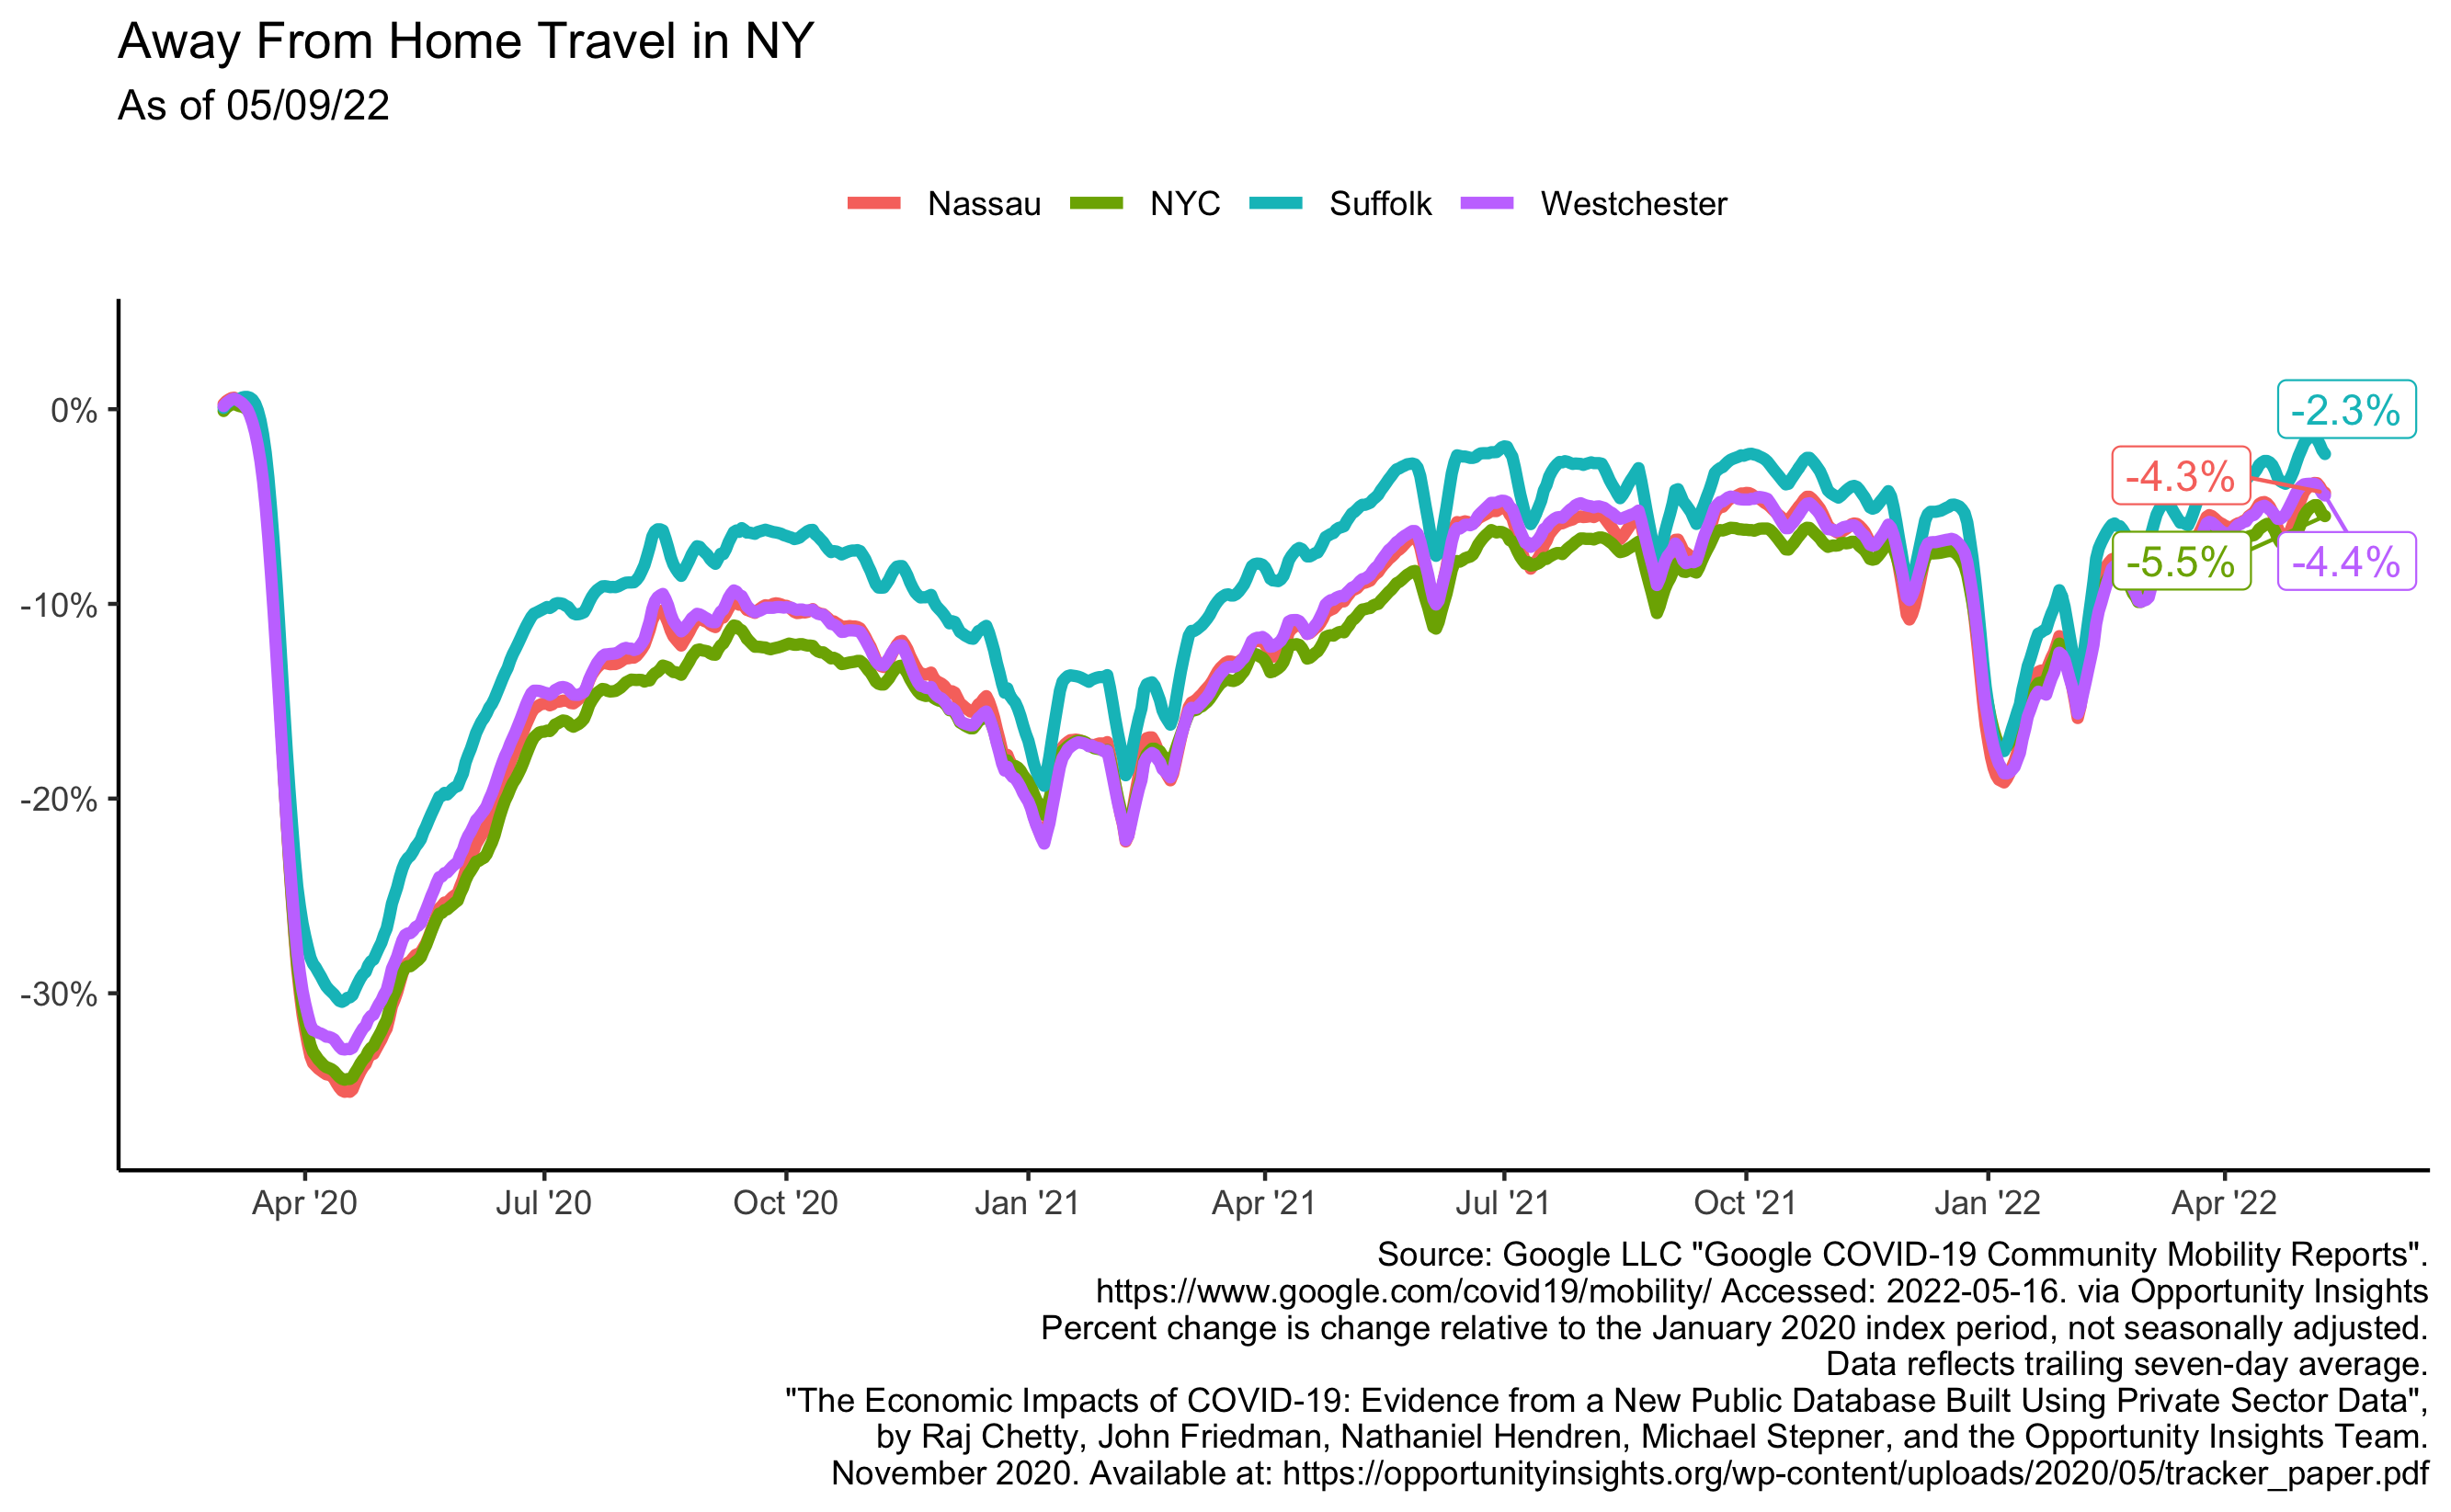 Away From Home Travel in NY
As of 05/09/22
Nassau NYC Suffolk Westchester
0%
-10%
-20%
-30%
-2.3%
-4.3%
-5.5%
-4.4%
Apr '20 Jul '20 Oct '20 Jan '21 Apr '21 Jul '21 Oct '21 Jan '22 Apr '22
Source: Google LLC "Google COVID-19 Community Mobility Reports".
https://www.google.com/covid19/mobility/ Accessed: 2022-05-16. via Opportunity Insights
Percent change is change relative to the January 2020 index period, not seasonally adjusted.
Data reflects trailing seven-day average.
"The Economic Impacts of COVID-19: Evidence from a New Public Database Built Using Private Sector Data",
by Raj Chetty, John Friedman, Nathaniel Hendren, Michael Stepner, and the Opportunity Insights Team.
November 2020. Available at: https://opportunityinsights.org/wp-content/uploads/2020/05/tracker_paper.pdf